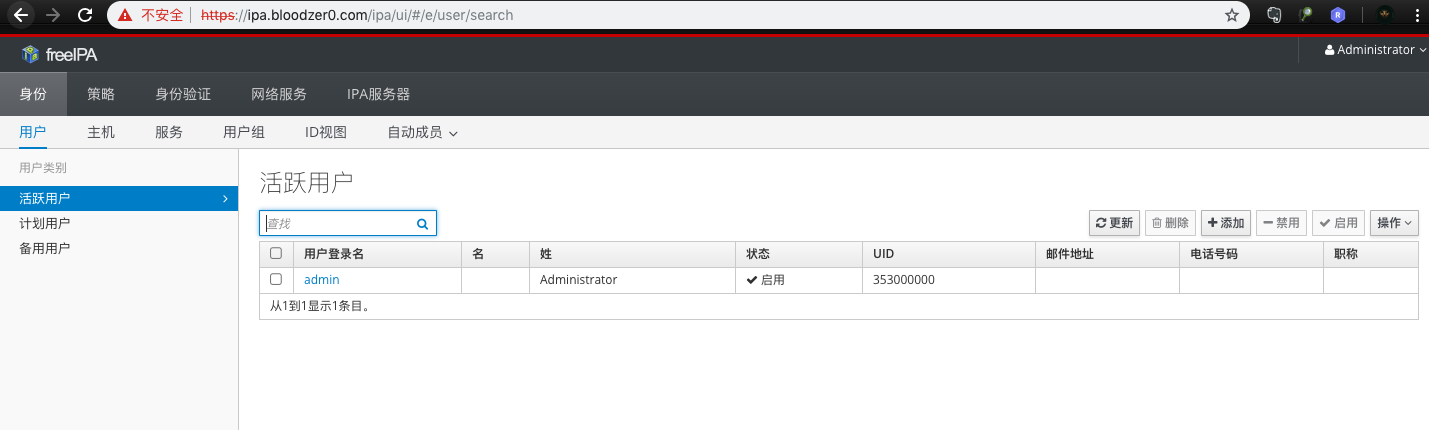 不安全 https://ipa.bloodzer0.com/ipa/ui/#/e/user/search
freeIPA Administrator
身份 策略 身份验证 网络服务 IPA服务器
用户 主机 服务 用户组 ID视图 自动成员
用户类别
活跃用户
计划用户
备用用户
活跃用户
查找 更新 删除 添加 禁用 启用 操作
用户登录名 名 姓 状态 UID 邮件地址 电话号码 职称
admin Administrator 启用 353000000
从1到1显示1条目。